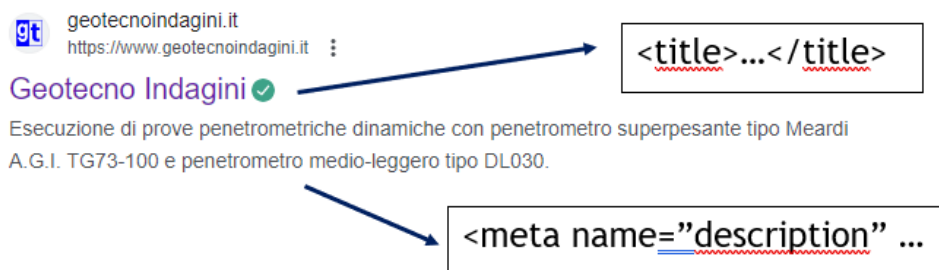 gt
geotecnoindagini.it
https://www.geotecnoindagini.it
Geotecno Indagini
Esecuzione di prove penetrometriche dinamiche con penetrometro superpesante tipo Meardi
A.G.I. TG73-100 e penetrometro medio-leggero tipo DL030.
<title>…</title>
<meta name=”description” …